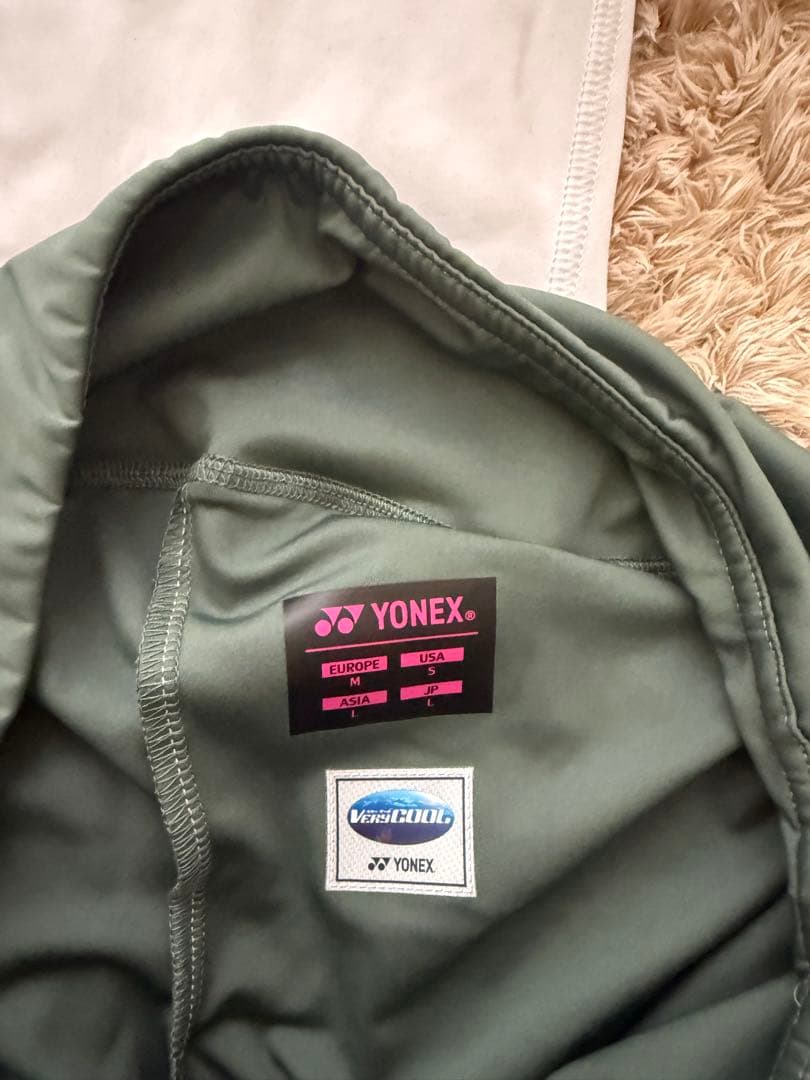 YONEX®
EUROPE USA
M S
ASIA JP
L L
VERYCOOL
YONEX